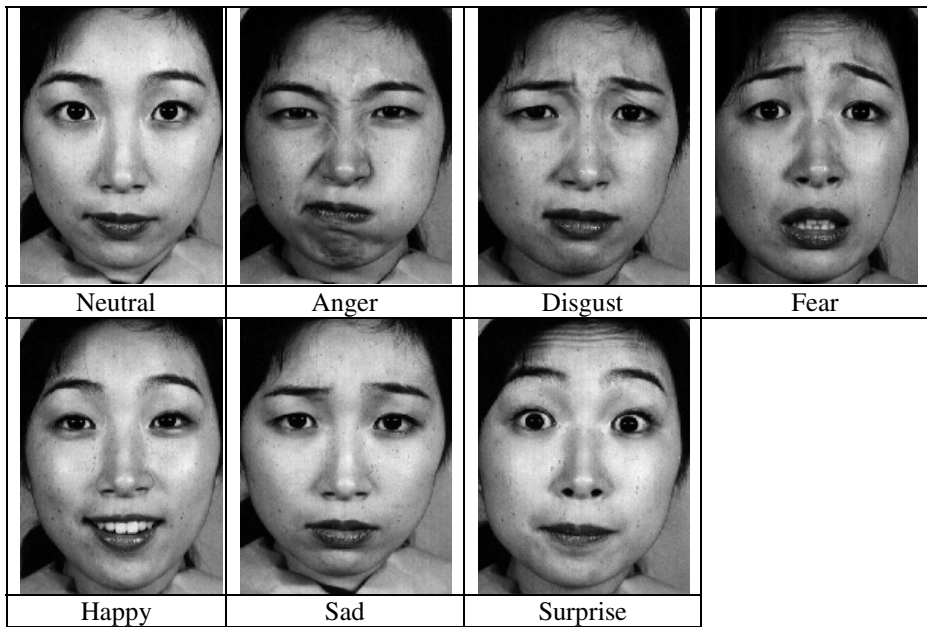 Neutral
Anger
Disgust
Fear
Happy
Sad
Surprise